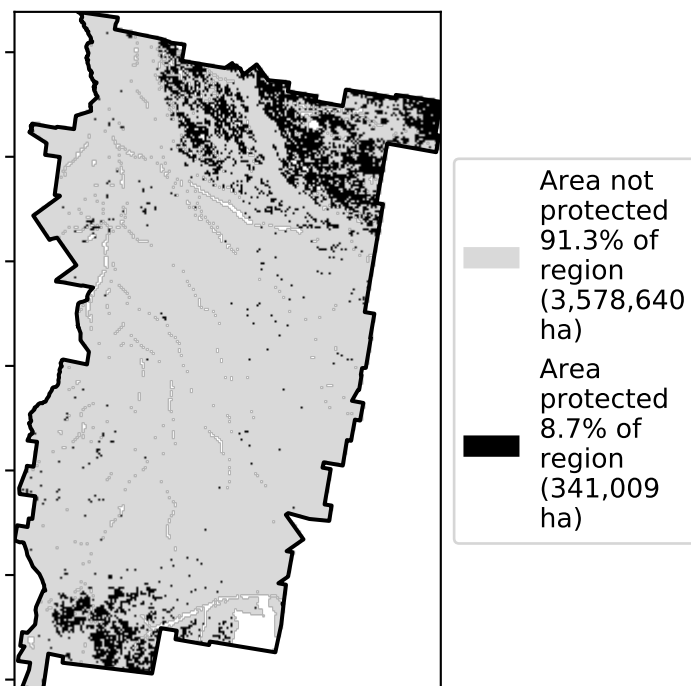 Area not
protected
91.3% of
region
(3,578,640
ha)
Area
protected
8.7% of
region
(341,009
ha)